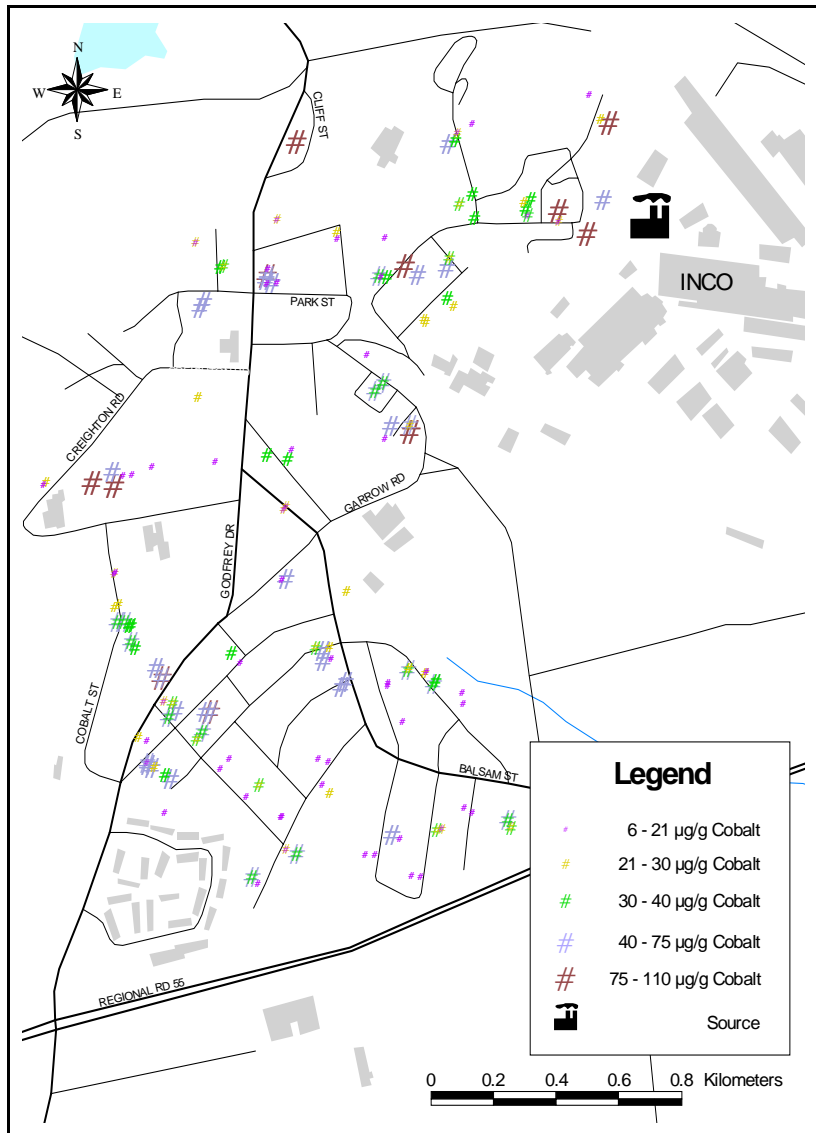 N
W E
S
CLIFF ST
INCO
PARK ST
CREIGHTON RD
GARROW RD
GODFREY DR
COBALT ST
BALSAM ST
REGIONAL RD 55
Legend
# 6 - 21 µg/g Cobalt
# 21 - 30 µg/g Cobalt
# 30 - 40 µg/g Cobalt
# 40 - 75 µg/g Cobalt
# 75 - 110 µg/g Cobalt
Source
0 0.2 0.4 0.6 0.8 Kilometers